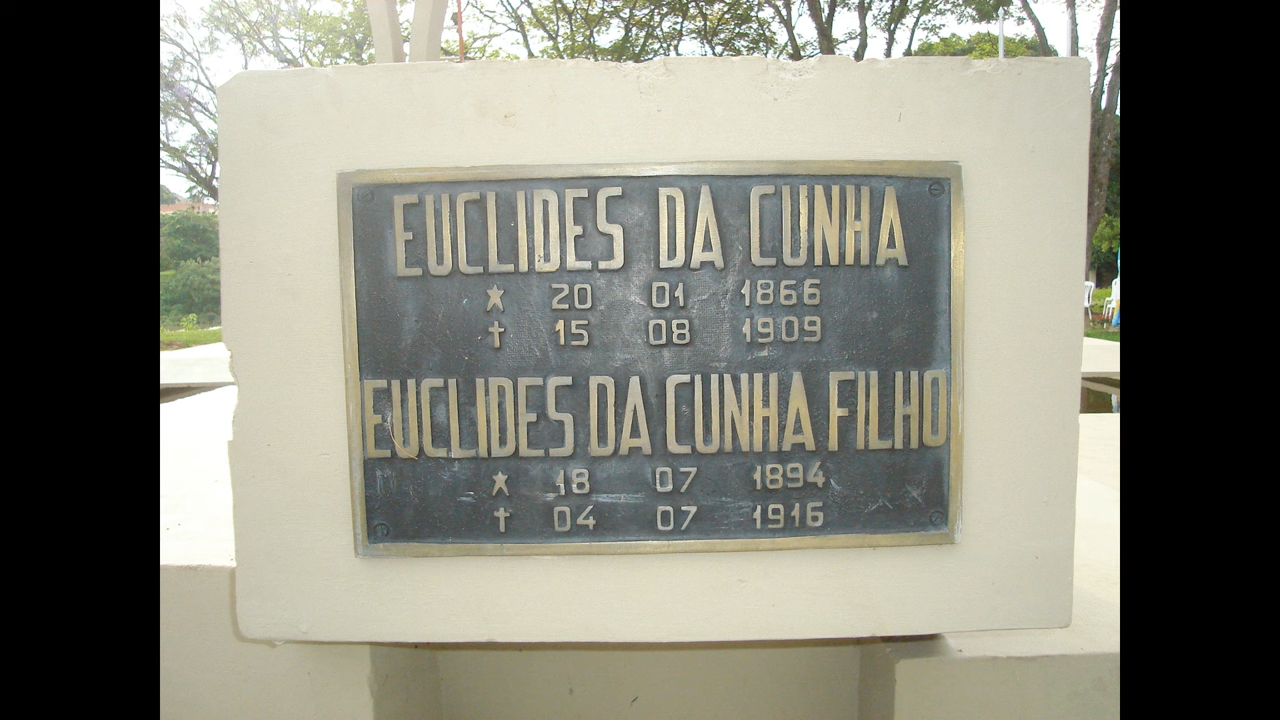 EUCLIDES DA CUNHA
★ 20 01 1866
✝ 15 08 1909
EUCLIDES DA CUNHA FILHO
★ 18 07 1894
✝ 04 07 1916